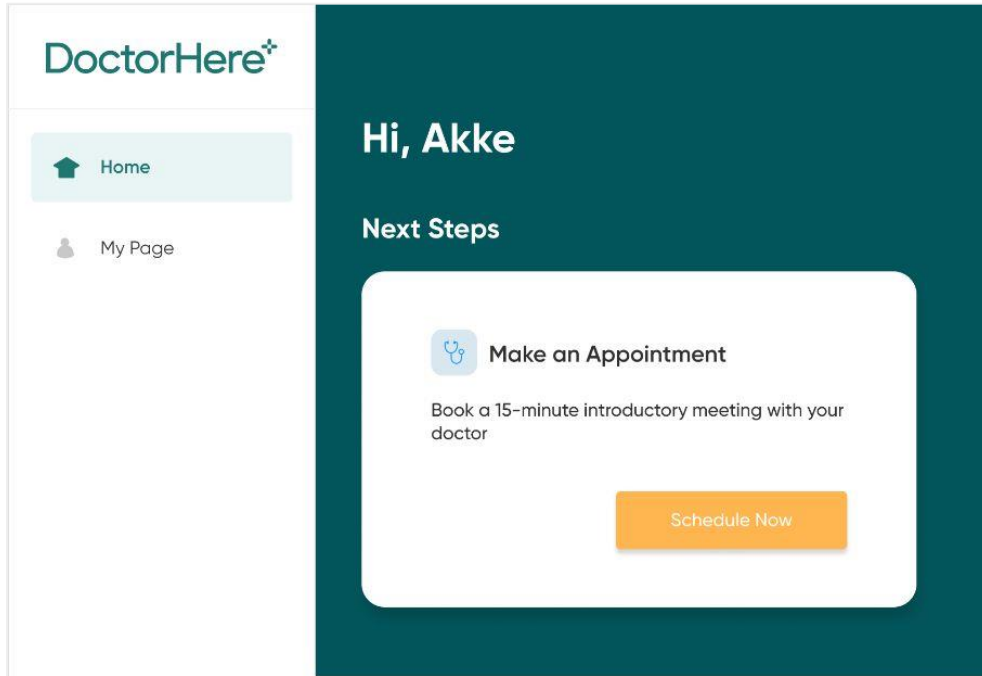 DoctorHere
Home
My Page
Hi, Akke
Next Steps
Make an Appointment
Book a 15-minute introductory meeting with your
doctor
Schedule Now